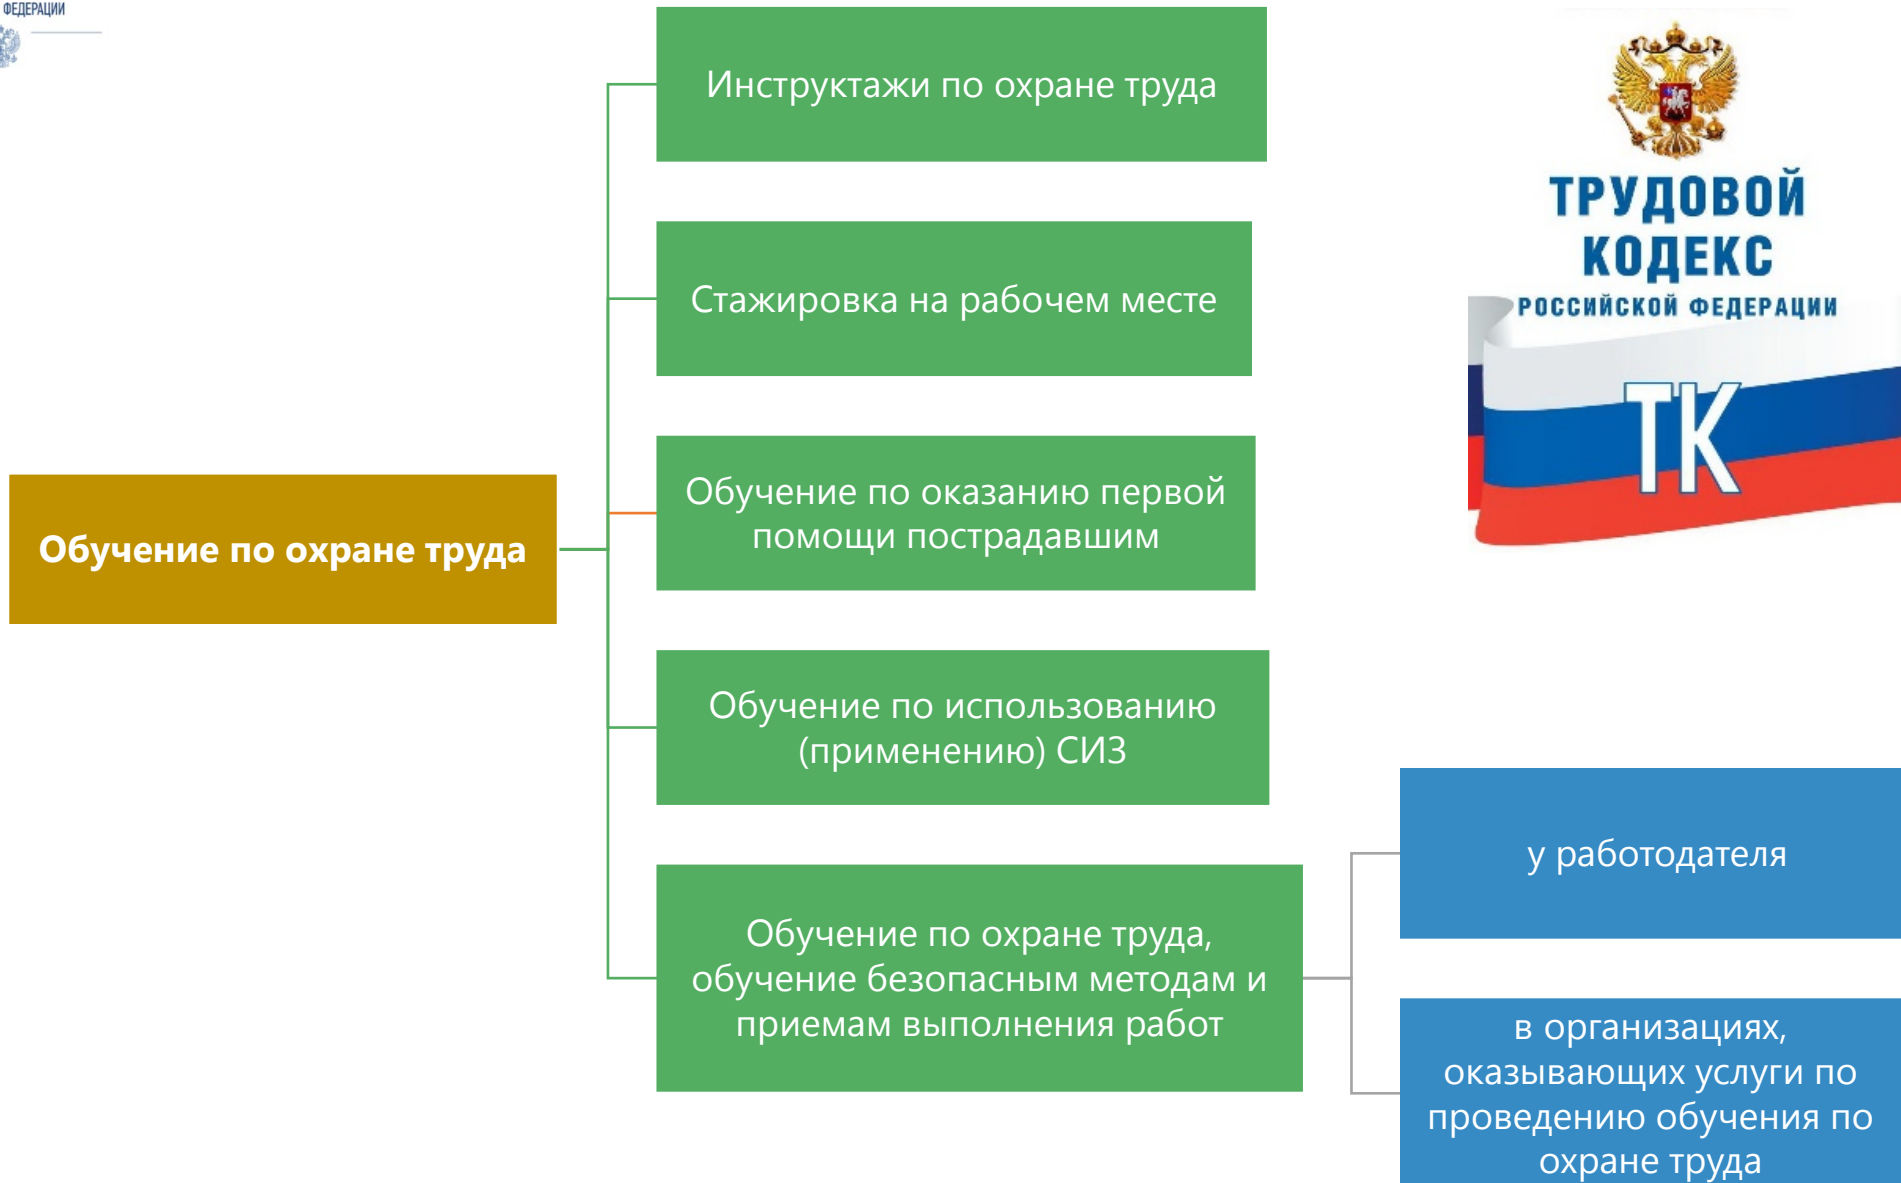 ФЕДЕРАЦИИ
Инструктажи по охране труда
Стажировка на рабочем месте
Обучение по оказанию первой
помощи пострадавшим
Обучение по охране труда
Обучение по использованию
(применению) СИЗ
Обучение по охране труда,
обучение безопасным методам и
приемам выполнения работ
у работодателя
в организациях,
оказывающих услуги по
проведению обучения по
охране труда
ТРУДОВОЙ
КОДЕКС
РОССИЙСКОЙ ФЕДЕРАЦИИ
ТК